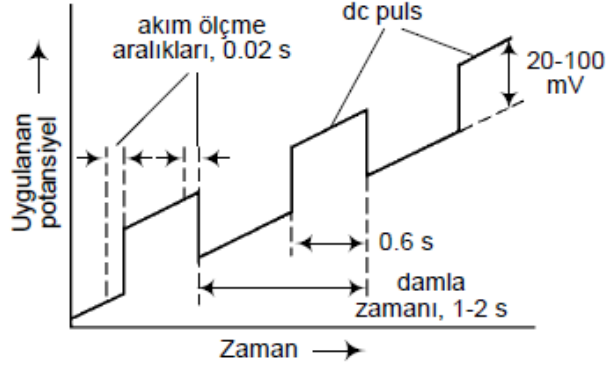 akım ölçme
aralıkları, 0.02 s
dc puls
20-100
mV
Uygulanan
potansiyel
0.6 s
damla
zamanı, 1-2 s
Zaman